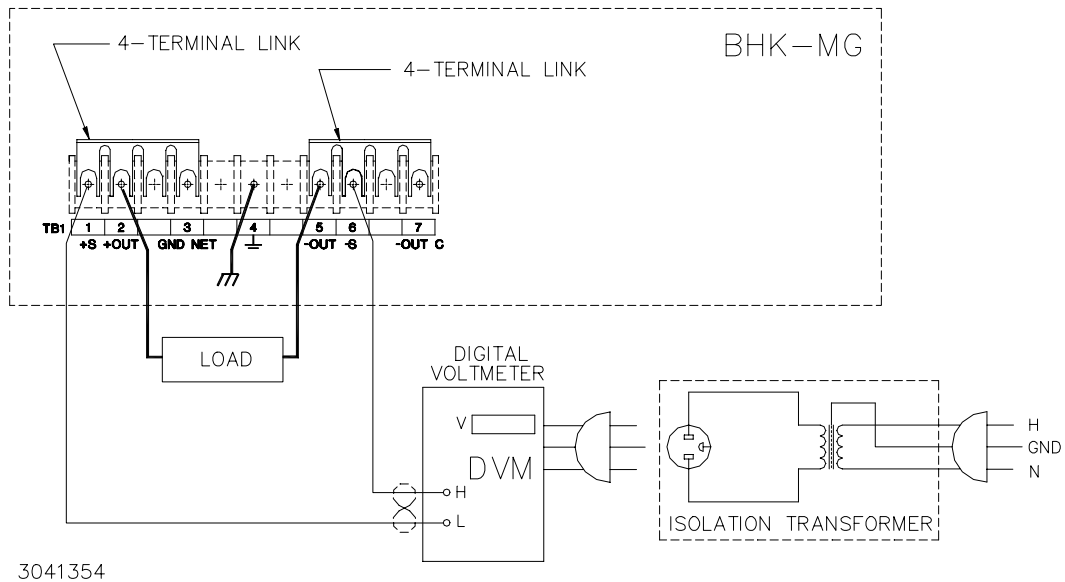 BHK-MG
4-TERMINAL LINK
4-TERMINAL LINK
TB1 1 2 3 4 5 6 7
+S +OUT GND NET -OUT -S -OUT C
LOAD
DIGITAL
VOLTMETER
V
DVM
H
L
H
GND
N
ISOLATION TRANSFORMER
3041354